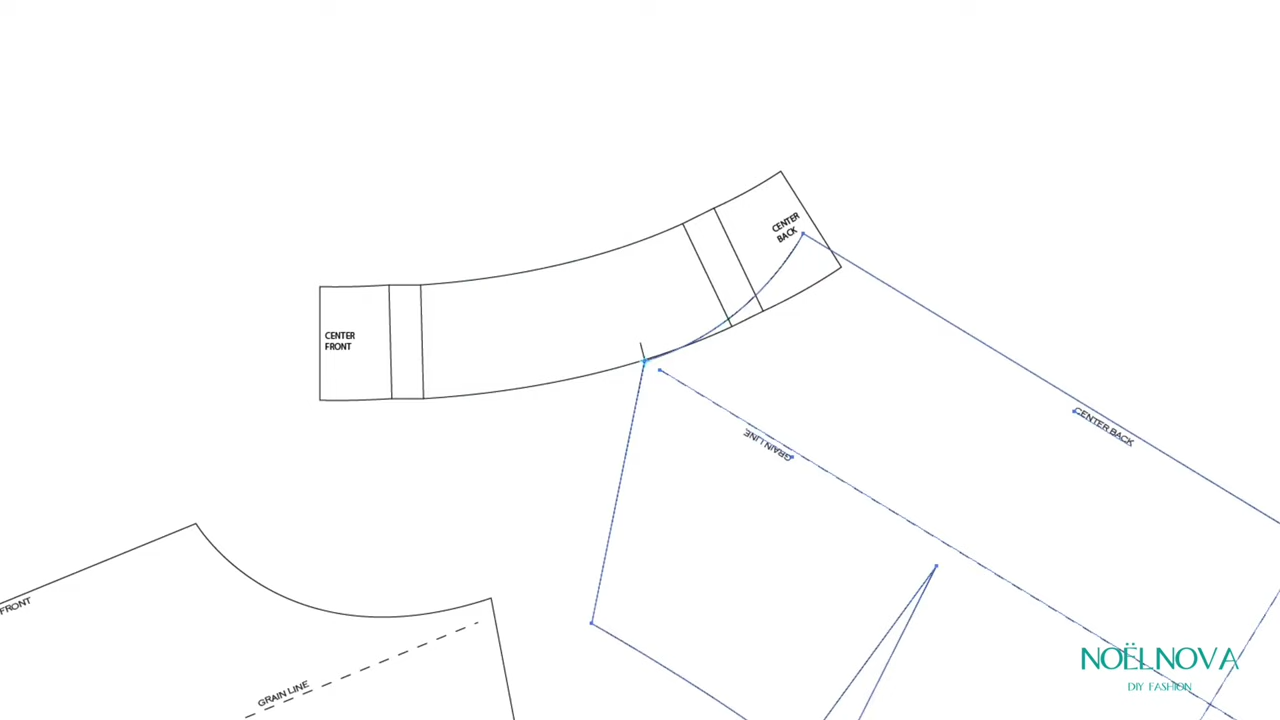 CENTER
BACK
CENTER
FRONT
CENTER BACK
GRAIN LINE
FRONT
GRAIN LINE
NOËLNOVA
DIY FASHION